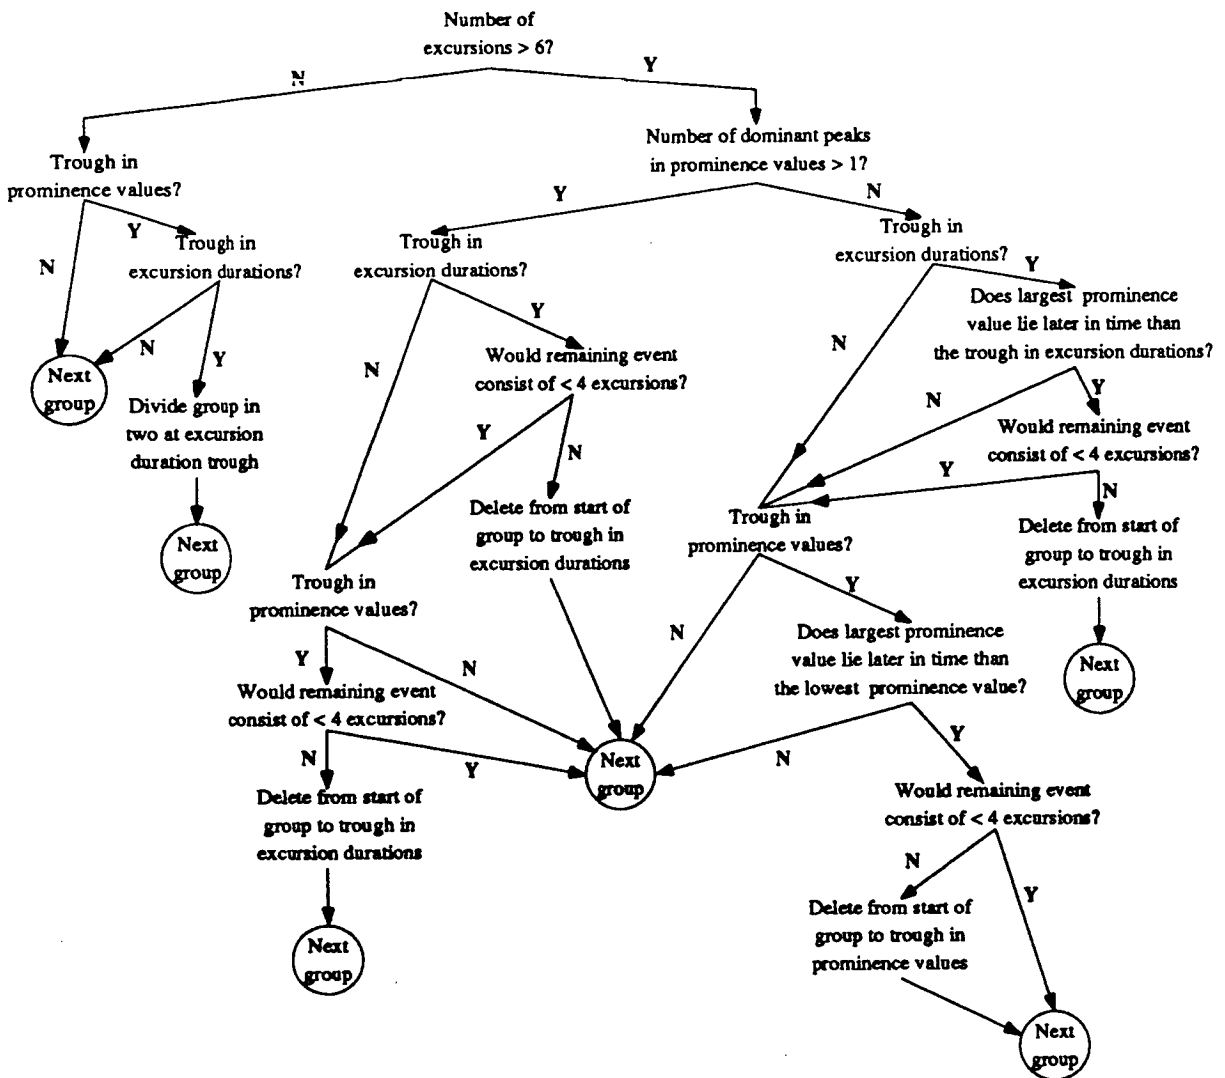 Number of
excursions > 6?
N
Y
Number of dominant peaks
in prominence values > 1?
Trough in
prominence values?
Y
N
Y
Trough in
excursion durations?
N
Trough in
excursion durations?
Trough in
excursion durations?
Y
Does largest prominence
value lie later in time than
the trough in excursion durations?
Y
N
N
Y
Next
group
Divide group in
two at excursion
duration trough
Next
group
N
Would remaining event
consist of < 4 excursions?
Y
N
N
Y
Would remaining event
consist of < 4 excursions?
Y
N
Delete from start of
group to trough in
excursion durations
Trough in
prominence values?
Delete from start of
group to trough in
excursion durations
Next
group
Trough in
prominence values?
Y
N
Y
N
Does largest prominence
value lie later in time than
the lowest prominence value?
Would remaining event
consist of < 4 excursions?
N
Y
Next
group
N
Y
Delete from start of
group to trough in
excursion durations
Next
group
Would remaining event
consist of < 4 excursions?
N
Y
Delete from start of
group to trough in
prominence values
Next
group